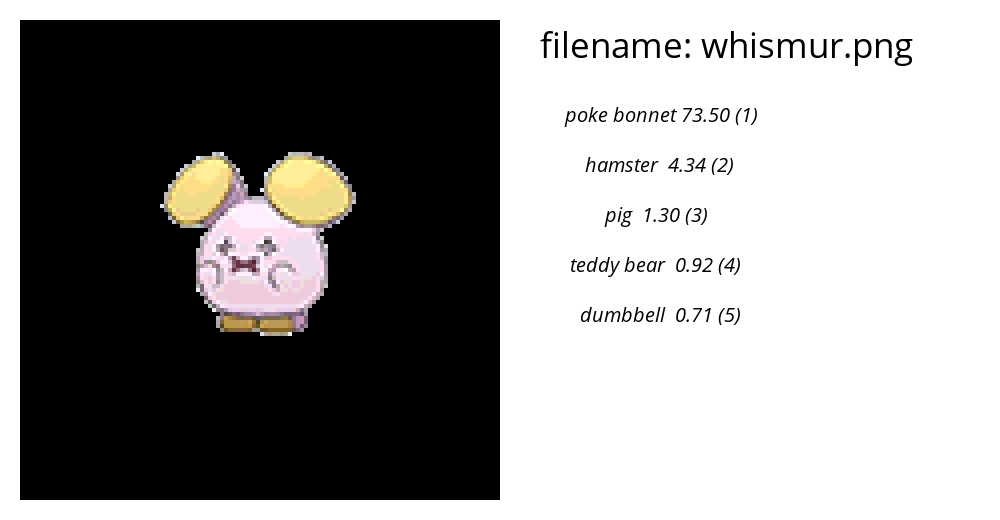 filename: whismur.png
poke bonnet 73.50 (1)
hamster 4.34 (2)
pig 1.30 (3)
teddy bear 0.92 (4)
dumbbell 0.71 (5)